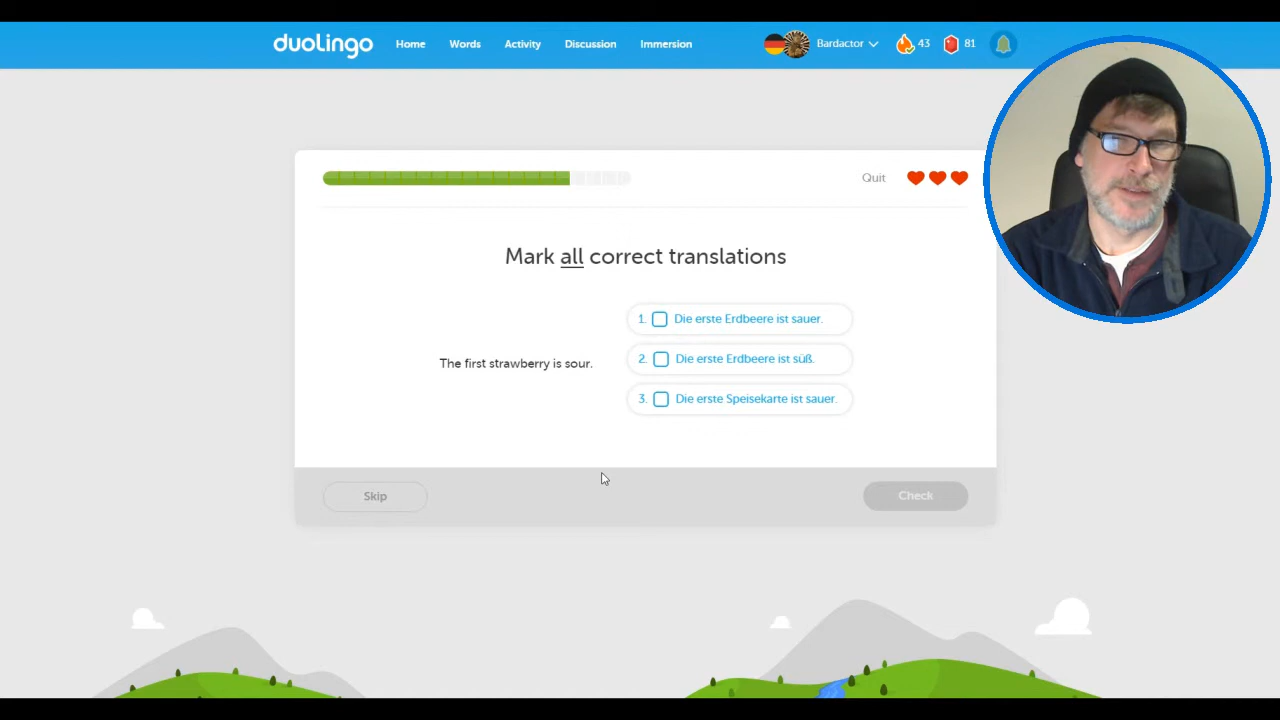 duolingo Home Words Activity Discussion Immersion Bardactor 43 81
Quit
Mark all correct translations
The first strawberry is sour.
1. Die erste Erdbeere ist sauer.
2. Die erste Erdbeere ist süß.
3. Die erste Speisekarte ist sauer.
Skip Check